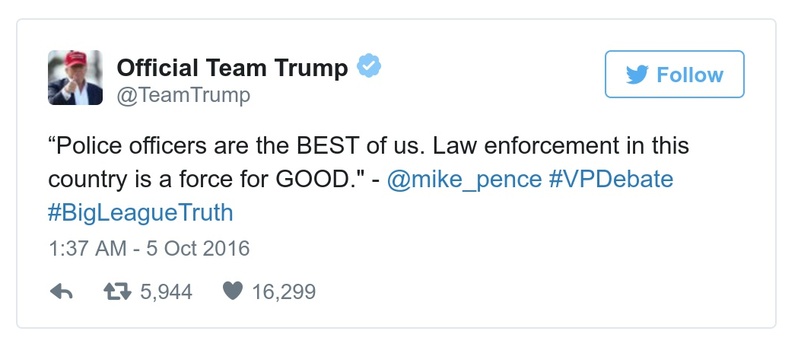 Official Team Trump
@TeamTrump
Follow
“Police officers are the BEST of us. Law enforcement in this
country is a force for GOOD." - @mike_pence #VPDebate
#BigLeagueTruth
1:37 AM - 5 Oct 2016
5,944 16,299